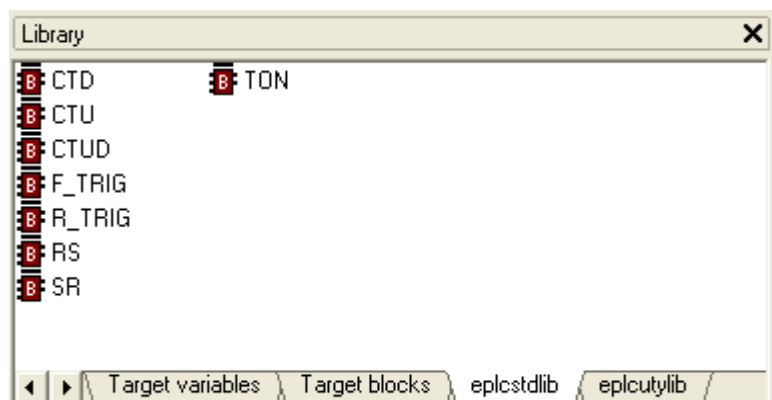 Library
CTD TON
CTU
CTUD
F_TRIG
R_TRIG
RS
SR
Target variables Target blocks eplcstdlib eplcutylib